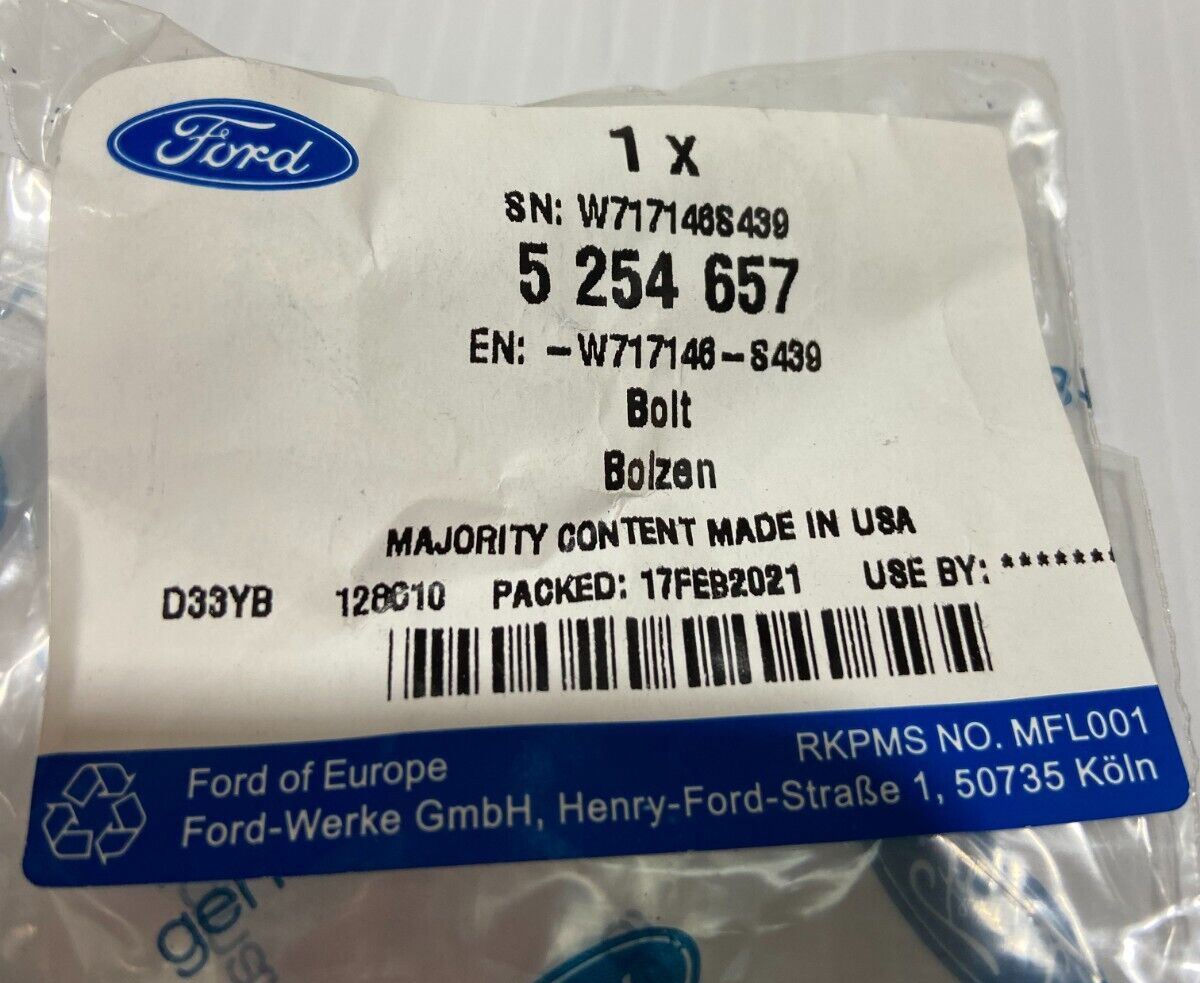 Ford
1 x
SN: W717146S439
5 254 657
EN: -W717146-S439
Bolt
Bolzen
MAJORITY CONTENT MADE IN USA
D33YB 128C10 PACKED: 17FEB2021 USE BY: *******
RKPMS NO. MFL001
Ford of Europe
Ford-Werke GmbH, Henry-Ford-Straße 1, 50735 Köln